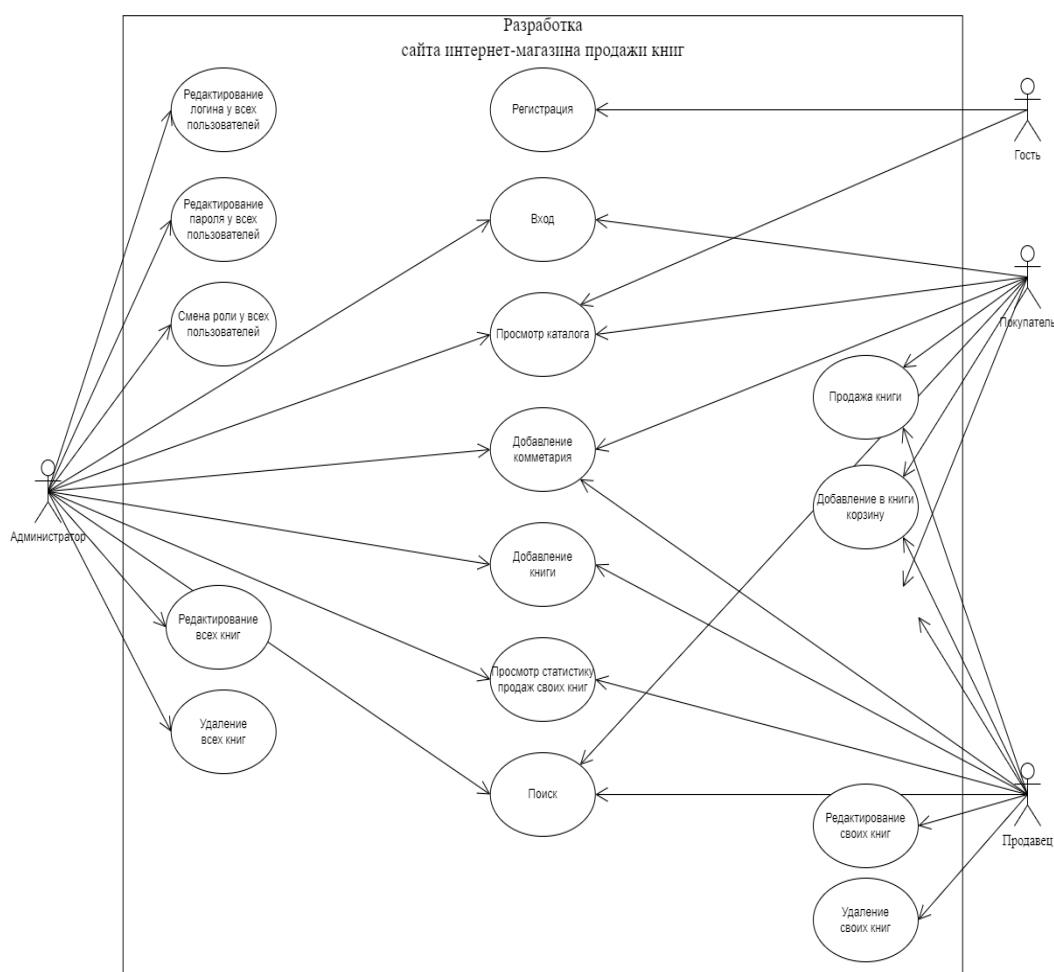 Разработка
сайта интернет-магазина продажи книг
Редактирование
логина у всех
пользователей
Регистрация
Гость
Редактирование
пароля у всех
пользователей
Вход
Смена роли у всех
пользователей
Просмотр каталога
Покупатель
Продажа книги
Добавление
комметария
Добавление в книги
корзину
Администратор
Добавление
книги
Редактирование
всех книг
Просмотр статистику
продаж своих книг
Удаление
всех книг
Поиск
Редактирование
своих книг
Продавец
Удаление
своих книг